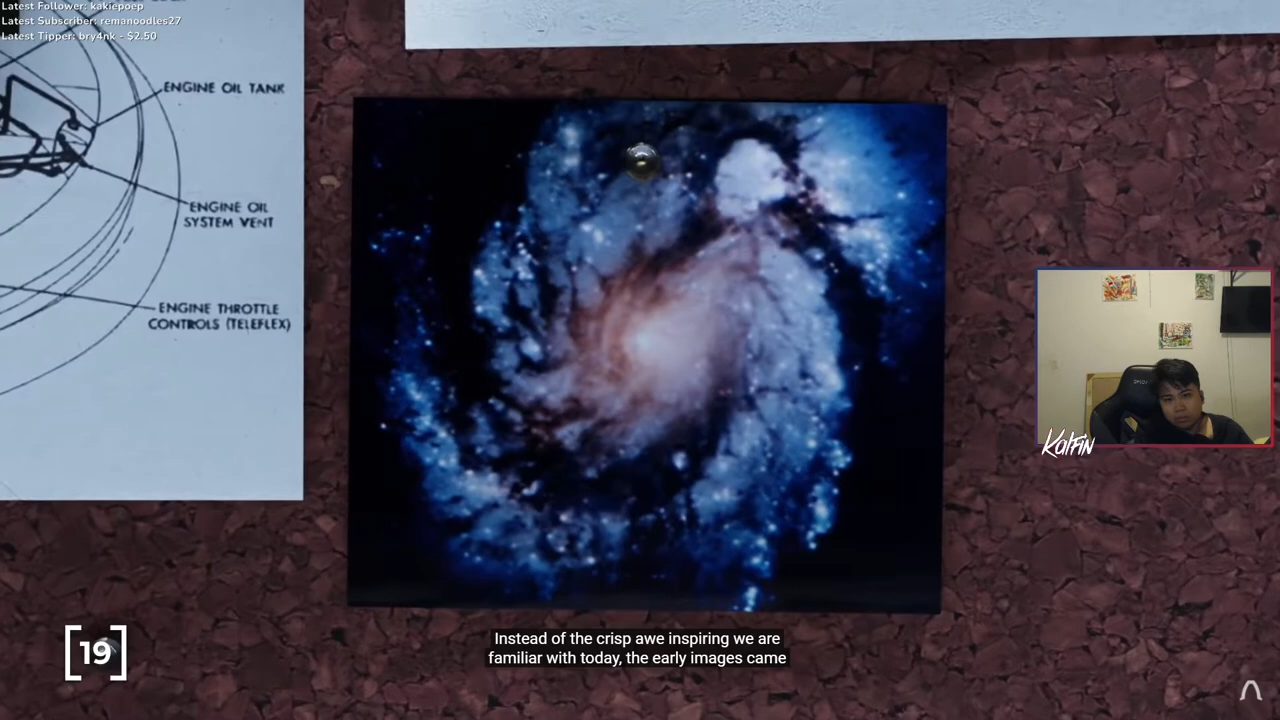 Latest Follower: kakiepoep
Latest Subscriber: remanoodles27
Latest Tipper: bry4nk - $2.50
ENGINE OIL TANK
ENGINE OIL
SYSTEM VENT
ENGINE THROTTLE
CONTROLS (TELEFLEX)
Kalfin
[19]
Instead of the crisp awe inspiring we are
familiar with today, the early images came